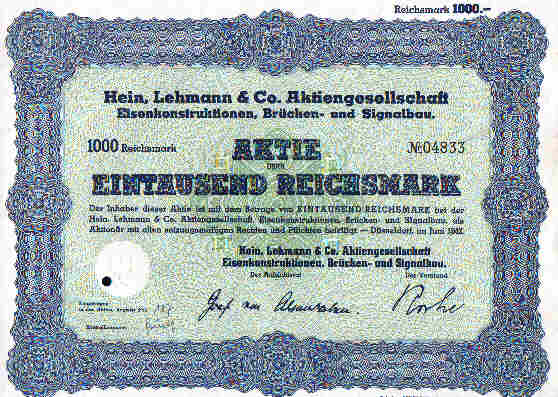 Reichsmark 1000.—
Hein, Lehmann & Co. Aktiengesellschaft
Eisenkonstruktionen, Brücken- und Signalbau.
1000 Reichsmark AKTIE № 04833
ÜBER
EINTAUSEND REICHSMARK
Der Inhaber dieser Aktie ist mit dem Betrage von EINTAUSEND REICHSMARK bei der
Hein, Lehmann & Co. Aktiengesellschaft, Eisenkonstruktionen, Brücken- und Signalbau, als
Aktionär mit allen satzungsmäßigen Rechten und Pflichten beteiligt — Düsseldorf, im Juni 1942.
Hein, Lehmann & Co. Aktiengesellschaft
Eisenkonstruktionen, Brücken- und Signalbau.
Der Aufsichtsrat Der Vorstand
Eingetragen